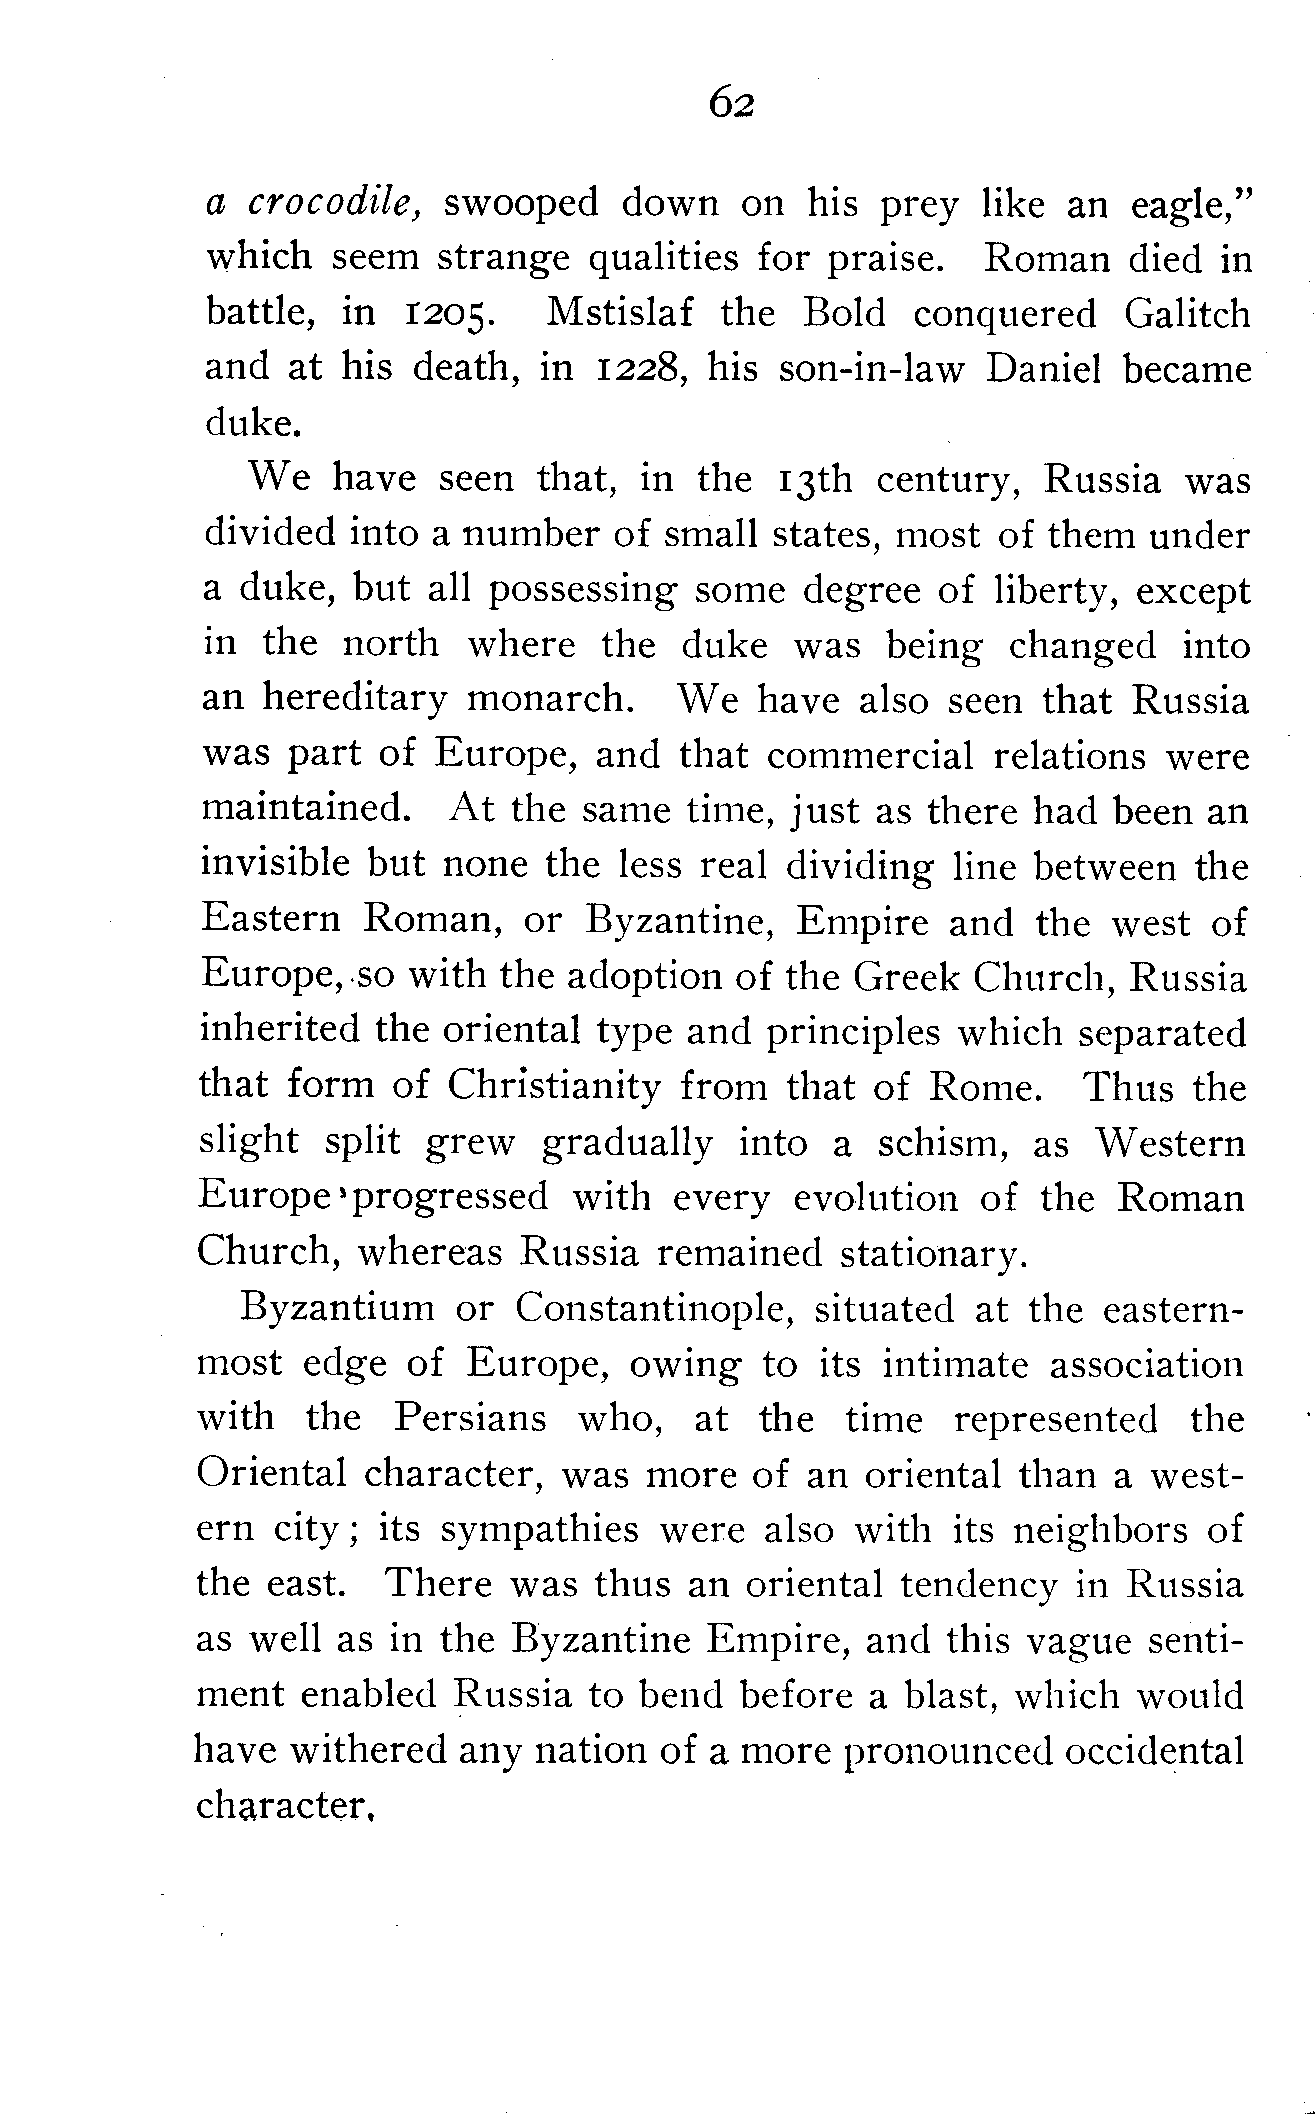 62
a crocodile, swooped down on his prey like an eagle,”
which seem strange qualities for praise. Roman died in
battle, in 1205. Mstislaf the Bold conquered Galitch
and at his death, in 1228, his son-in-law Daniel became
duke.
We have seen that, in the 13th century, Russia was
divided into a number of small states, most of them under
a duke, but all possessing some degree of liberty, except
in the north where the duke was being changed into
an hereditary monarch. We have also seen that Russia
was part of Europe, and that commercial relations were
maintained. At the same time, just as there had been an
invisible but none the less real dividing line between the
Eastern Roman, or Byzantine, Empire and the west of
Europe, so with the adoption of the Greek Church, Russia
inherited the oriental type and principles which separated
that form of Christianity from that of Rome. Thus the
slight split grew gradually into a schism, as Western
Europe progressed with every evolution of the Roman
Church, whereas Russia remained stationary.
Byzantium or Constantinople, situated at the eastern-
most edge of Europe, owing to its intimate association
with the Persians who, at the time represented the
Oriental character, was more of an oriental than a west-
ern city; its sympathies were also with its neighbors of
the east. There was thus an oriental tendency in Russia
as well as in the Byzantine Empire, and this vague senti-
ment enabled Russia to bend before a blast, which would
have withered any nation of a more pronounced occidental
character.